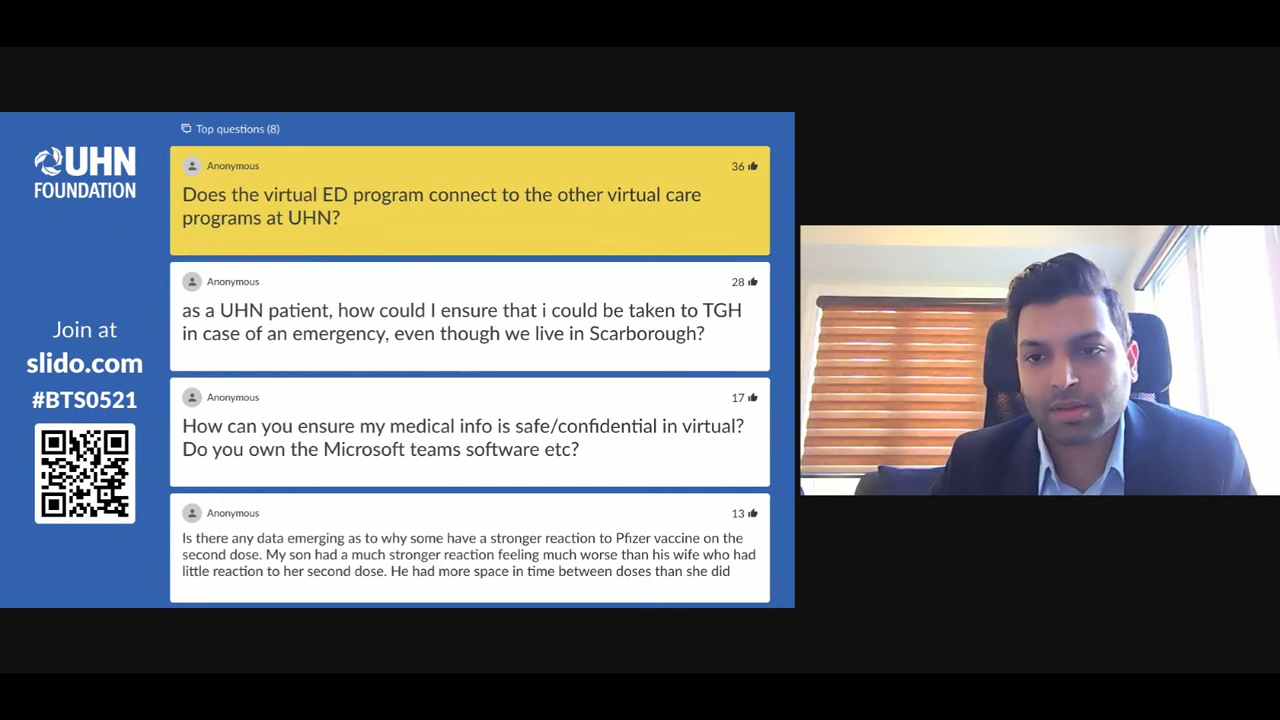 UHN
FOUNDATION
Join at
slido.com
#BTS0521
Top questions (8)
Anonymous
36
Does the virtual ED program connect to the other virtual care
programs at UHN?
Anonymous
28
as a UHN patient, how could I ensure that i could be taken to TGH
in case of an emergency, even though we live in Scarborough?
Anonymous
17
How can you ensure my medical info is safe/confidential in virtual?
Do you own the Microsoft teams software etc?
Anonymous
13
Is there any data emerging as to why some have a stronger reaction to Pfizer vaccine on the
second dose. My son had a much stronger reaction feeling much worse than his wife who had
little reaction to her second dose. He had more space in time between doses than she did